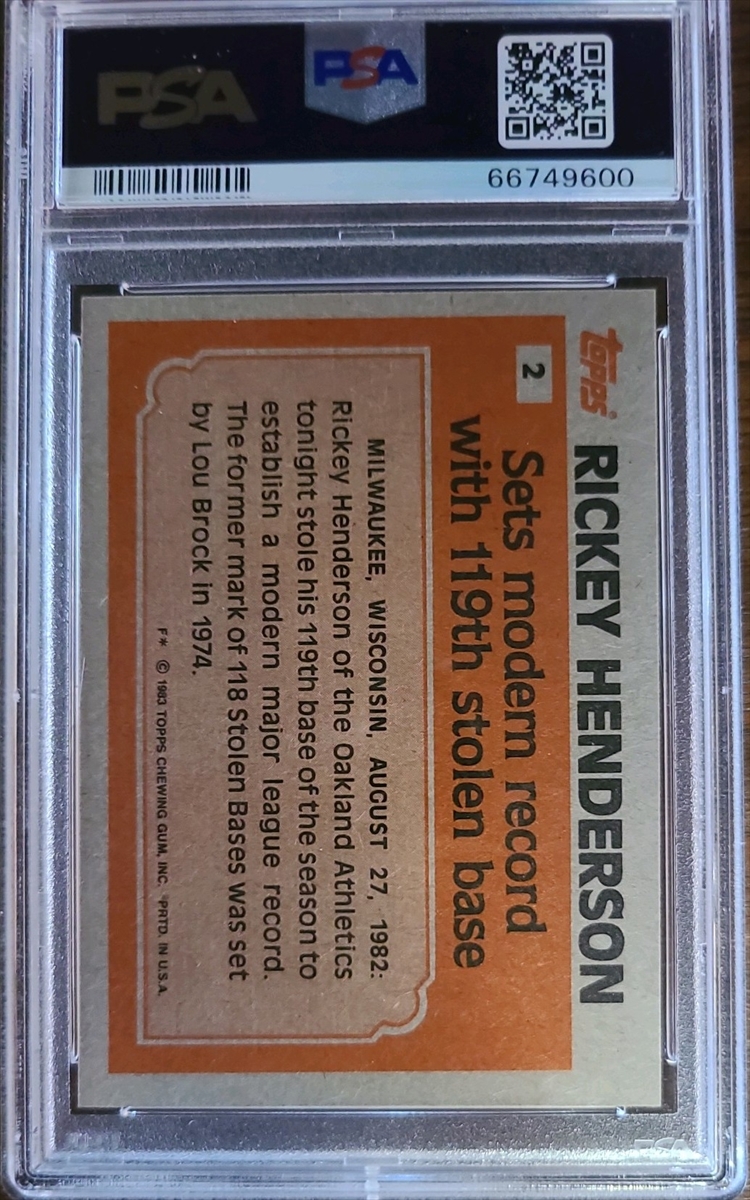 PSA
PSA
66749600
topps
RICKEY HENDERSON
2
Sets modern record
with 119th stolen base
MILWAUKEE, WISCONSIN, AUGUST 27, 1982:
Rickey Henderson of the Oakland Athletics
tonight stole his 119th base of the season to
establish a modern major league record.
The former mark of 118 Stolen Bases was set
by Lou Brock in 1974.
F* © 1983 TOPPS CHEWING GUM, INC. *PRTD. IN U.S.A.
PSA